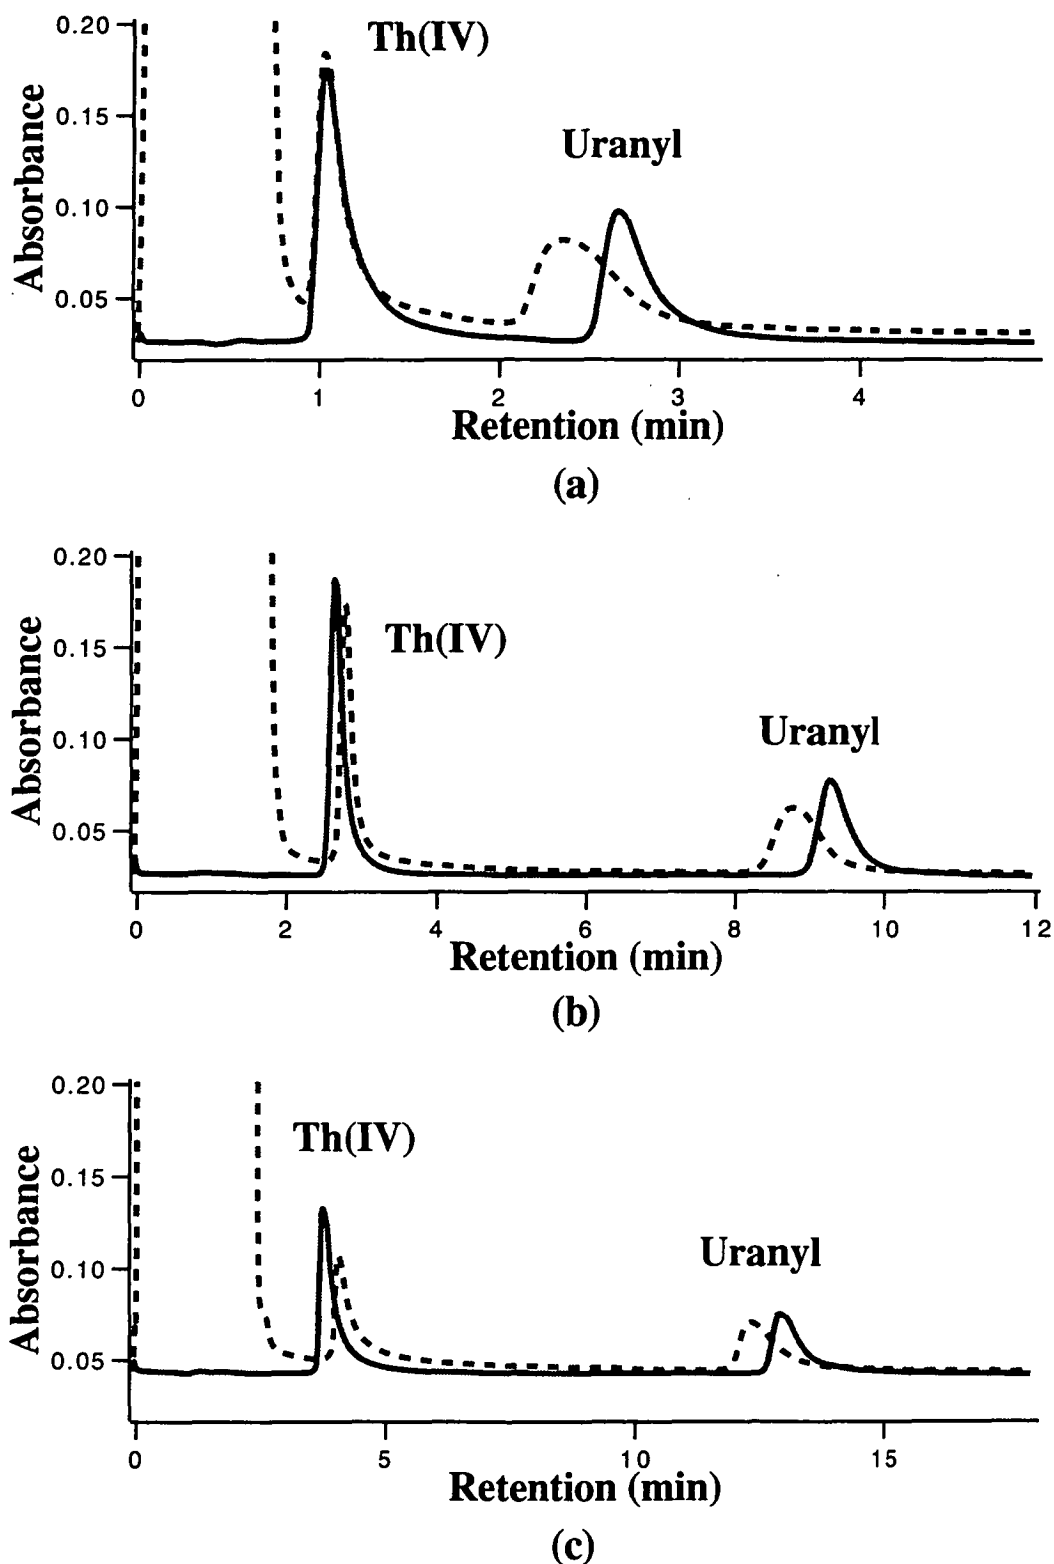 0.20
Th(IV)
0.15
Uranyl
0.10
0.05
Absorbance
0 1 2 3 4
Retention (min)
(a)
0.20
0.15
Th(IV)
0.10
Uranyl
0.05
Absorbance
0 2 4 6 8 10 12
Retention (min)
(b)
0.20
Th(IV)
0.15
0.10
Uranyl
0.05
Absorbance
0 5 10 15
Retention (min)
(c)